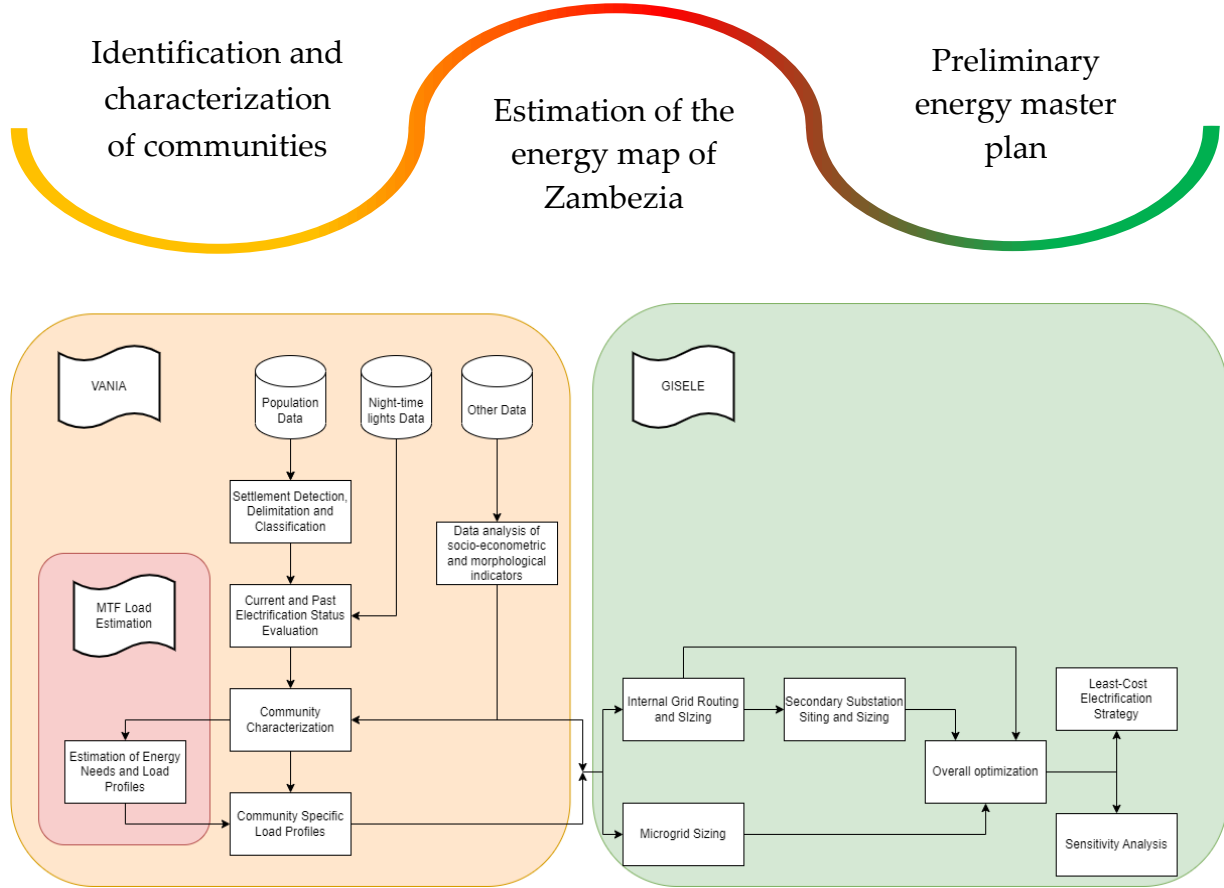 Identification and
characterization
of communities
Estimation of the
energy map of
Zambezia
Preliminary
energy master
plan
VANIA
Population
Data
Night-time
lights Data
Other Data
Settlement Detection,
Delimitation and
Classification
Data analysis of
socio-econometric
and morphological
indicators
MTF Load
Estimation
Current and Past
Electrification Status
Evaluation
Community
Characterization
Estimation of Energy
Needs and Load
Profiles
Community Specific
Load Profiles
GISELE
Internal Grid Routing
and SIzing
Secondary Substation
Siting and Sizing
Least-Cost
Electrification
Strategy
Overall optimization
Microgrid Sizing
Sensitivity Analysis